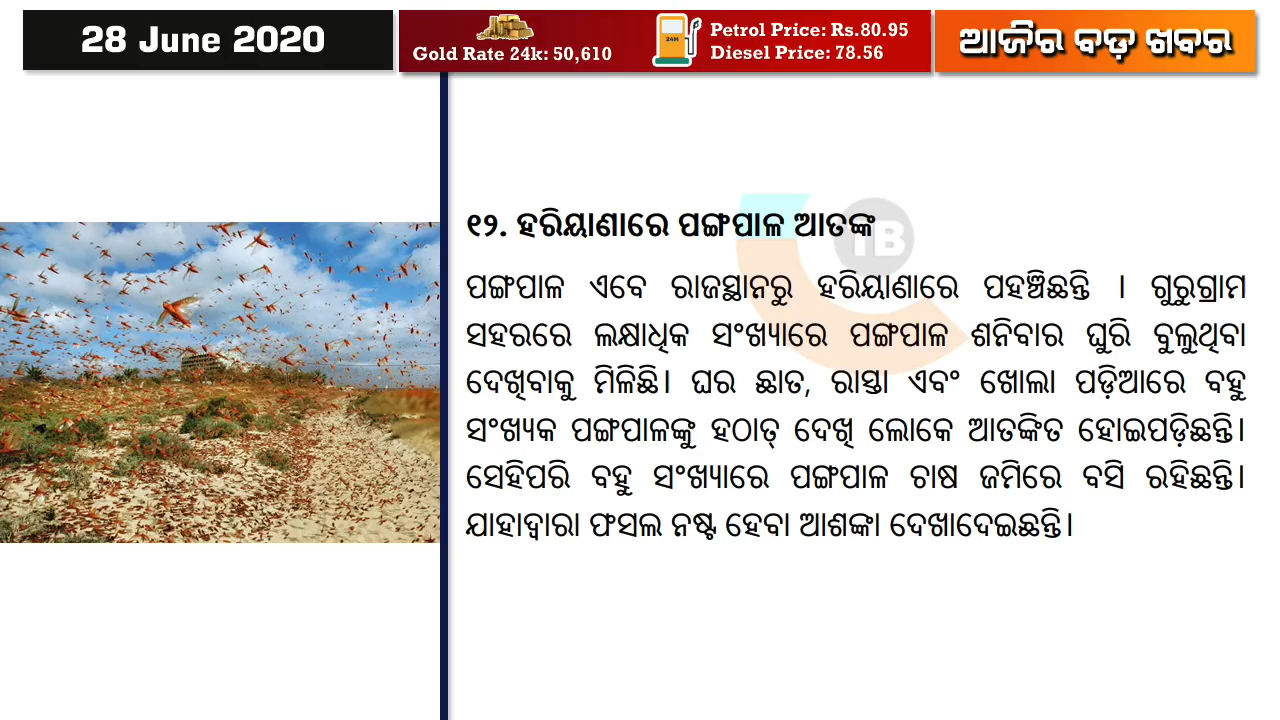 28 June 2020
Gold Rate 24k: 50,610
24H
Petrol Price: Rs.80.95
Diesel Price: 78.56
ଆଜିର ବଡ଼ ଖବର
୧୨. ହରିୟାଣାରେ ପଙ୍ଗପାଳ ଆତଙ୍କ
ପଙ୍ଗପାଳ ଏବେ ରାଜସ୍ଥାନରୁ ହରିୟାଣାରେ ପହଞ୍ଚିଛନ୍ତି । ଗୁରୁଗ୍ରାମ
ସହରରେ ଲକ୍ଷାଧିକ ସଂଖ୍ୟାରେ ପଙ୍ଗପାଳ ଶନିବାର ଘୁରି ବୁଲୁଥିବା
ଦେଖିବାକୁ ମିଳିଛି। ଘର ଛାତ, ରାସ୍ତା ଏବଂ ଖୋଲା ପଡ଼ିଆରେ ବହୁ
ସଂଖ୍ୟକ ପଙ୍ଗପାଳଙ୍କୁ ହଠାତ୍ ଦେଖି ଲୋକେ ଆତଙ୍କିତ ହୋଇପଡ଼ିଛନ୍ତି।
ସେହିପରି ବହୁ ସଂଖ୍ୟାରେ ପଙ୍ଗପାଳ ଚାଷ ଜମିରେ ବସି ରହିଛନ୍ତି।
ଯାହାଦ୍ୱାରା ଫସଲ ନଷ୍ଟ ହେବା ଆଶଙ୍କା ଦେଖାଦେଇଛନ୍ତି।